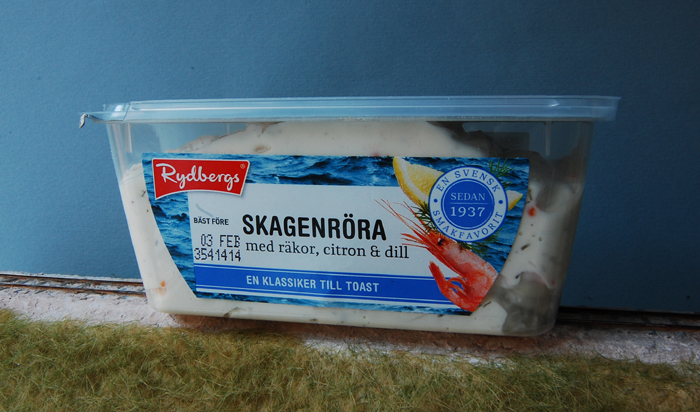 Rydbergs
EN SVENSK
SEDAN
1937
SMAKFAVORIT
BÄST FÖRE
03 FEB
3541414
SKAGENRÖRA
med räkor, citron & dill
EN KLASSIKER TILL TOAST